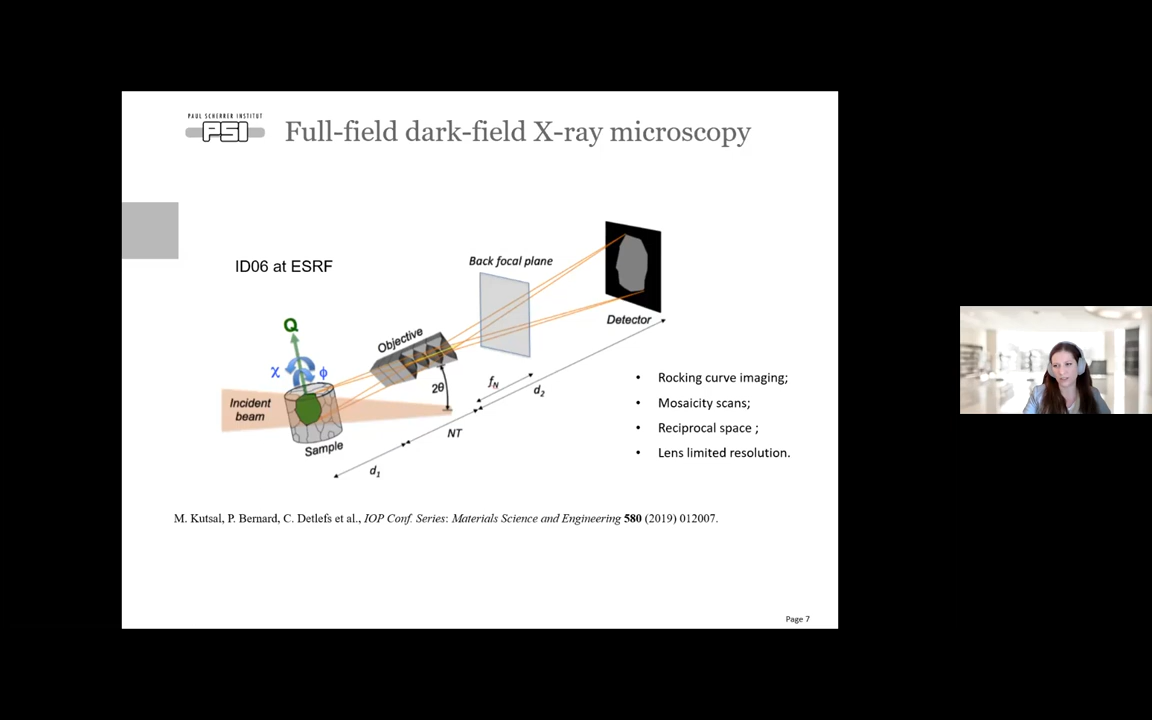 PAUL SCHERRER INSTITUT
PSI
Full-field dark-field X-ray microscopy
ID06 at ESRF
Back focal plane
Detector
Objective
Q
χ
ϕ
2θ
Incident
beam
Sample
f_N
d₂
NT
d₁
• Rocking curve imaging;
• Mosaicity scans;
• Reciprocal space ;
• Lens limited resolution.
M. Kutsal, P. Bernard, C. Detlefs et al., IOP Conf. Series: Materials Science and Engineering 580 (2019) 012007.
Page 7